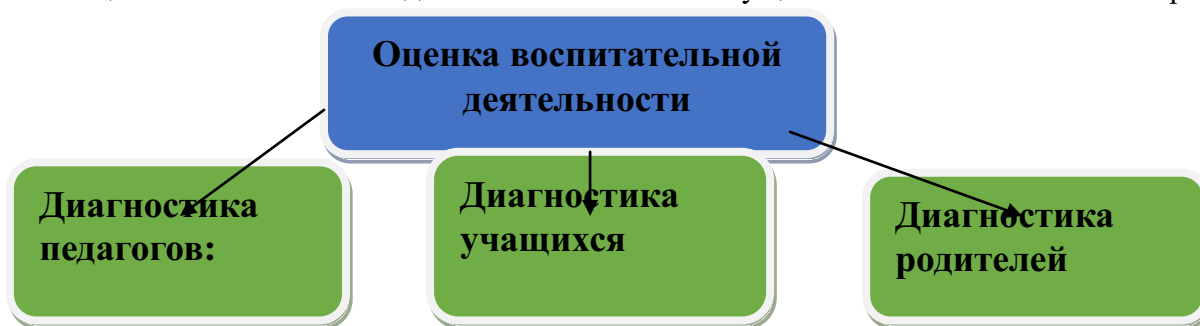 Оценка воспитательной
деятельности
Диагностика
педагогов:
Диагностика
учащихся
Диагностика
родителей